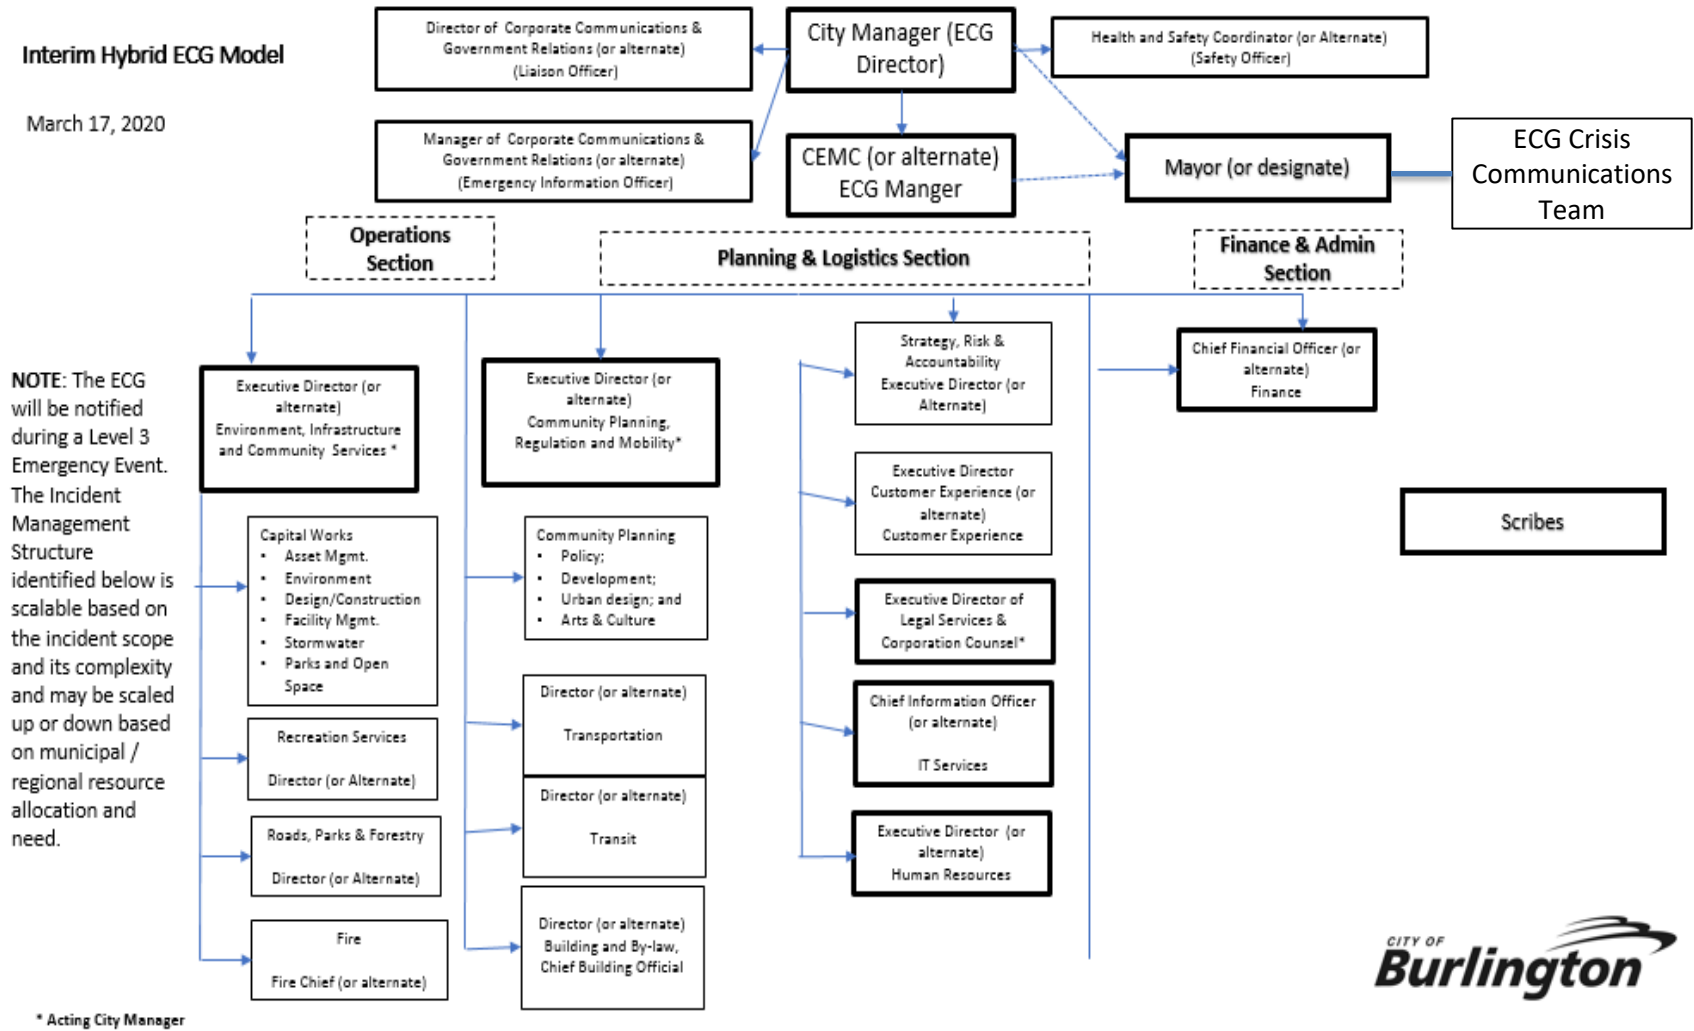 Interim Hybrid ECG Model
March 17, 2020
Director of Corporate Communications &
Government Relations (or alternate)
(Liaison Officer)
City Manager (ECG
Director)
Health and Safety Coordinator (or Alternate)
(Safety Officer)
Manager of Corporate Communications &
Government Relations (or alternate)
(Emergency Information Officer)
CEMC (or alternate)
ECG Manger
Mayor (or designate)
ECG Crisis
Communications
Team
Operations
Section
Planning & Logistics Section
Finance & Admin
Section
NOTE: The ECG
will be notified
during a Level 3
Emergency Event.
The Incident
Management
Structure
identified below is
scalable based on
the incident scope
and its complexity
and may be scaled
up or down based
on municipal /
regional resource
allocation and
need.
Executive Director (or
alternate)
Environment, Infrastructure
and Community Services *
Capital Works
• Asset Mgmt.
• Environment
• Design/Construction
• Facility Mgmt.
• Stormwater
• Parks and Open
Space
Recreation Services
Director (or Alternate)
Roads, Parks & Forestry
Director (or Alternate)
Fire
Fire Chief (or alternate)
Executive Director (or
alternate)
Community Planning,
Regulation and Mobility*
Community Planning
• Policy;
• Development;
• Urban design; and
• Arts & Culture
Director (or alternate)
Transportation
Director (or alternate)
Transit
Director (or alternate)
Building and By-law,
Chief Building Official
Strategy, Risk &
Accountability
Executive Director (or
Alternate)
Executive Director
Customer Experience (or
alternate)
Customer Experience
Executive Director of
Legal Services &
Corporation Counsel*
Chief Information Officer
(or alternate)
IT Services
Executive Director (or
alternate)
Human Resources
Chief Financial Officer (or
alternate)
Finance
Scribes
CITY OF
Burlington
* Acting City Manager